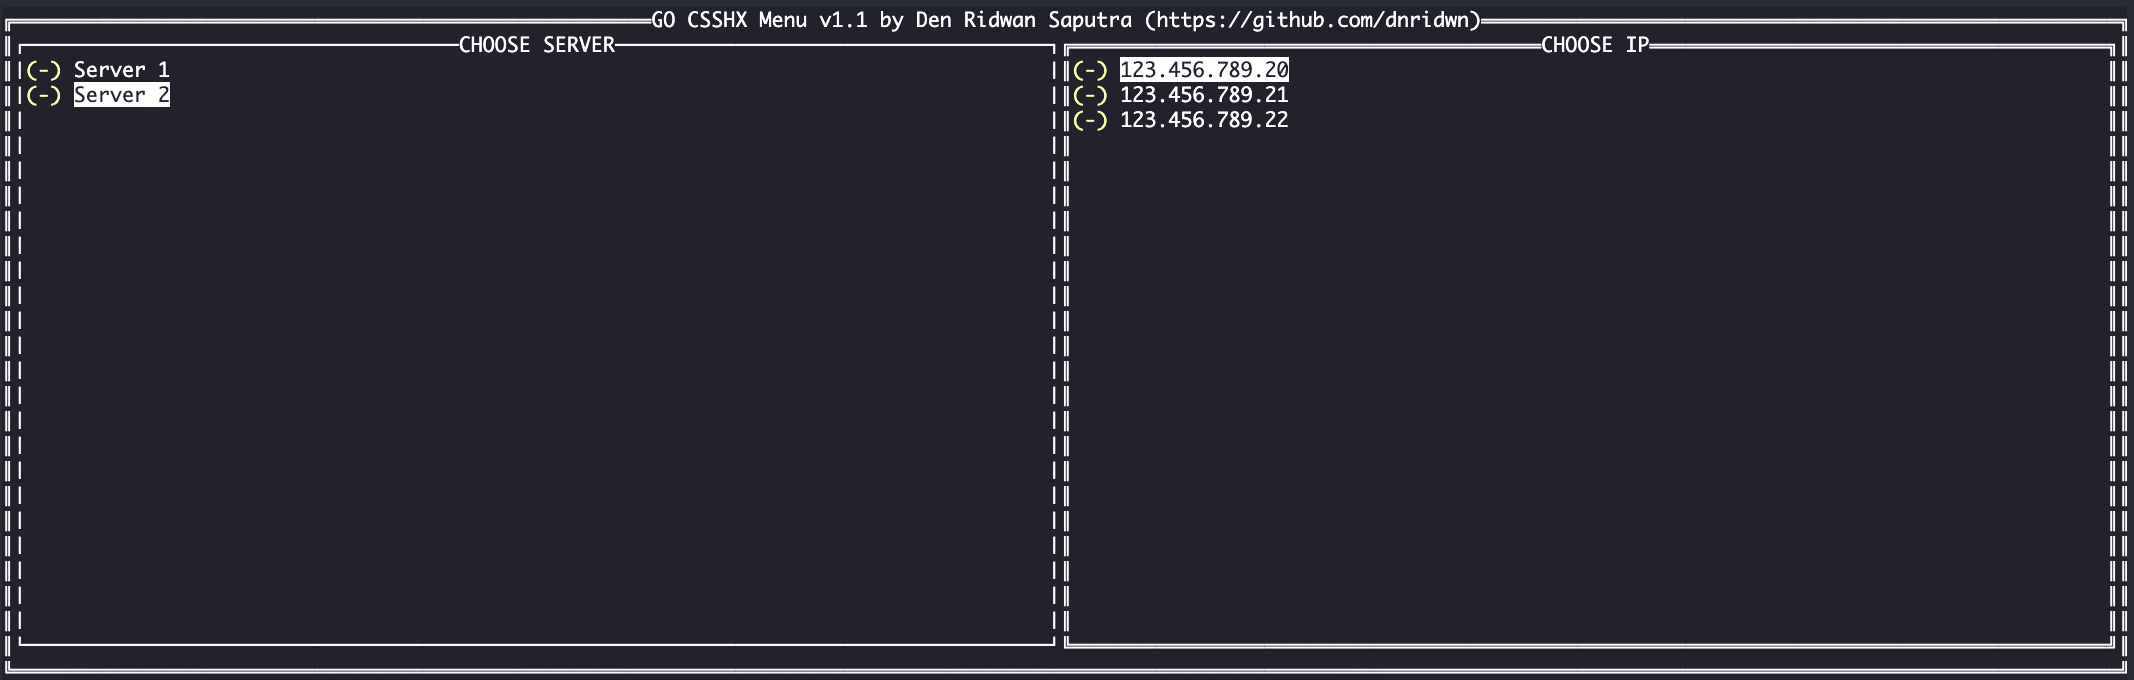 GO CSSHX Menu v1.1 by Den Ridwan Saputra (https://github.com/dnridwn)
CHOOSE SERVER
(-) Server 1
(-) Server 2
CHOOSE IP
(-) 123.456.789.20
(-) 123.456.789.21
(-) 123.456.789.22